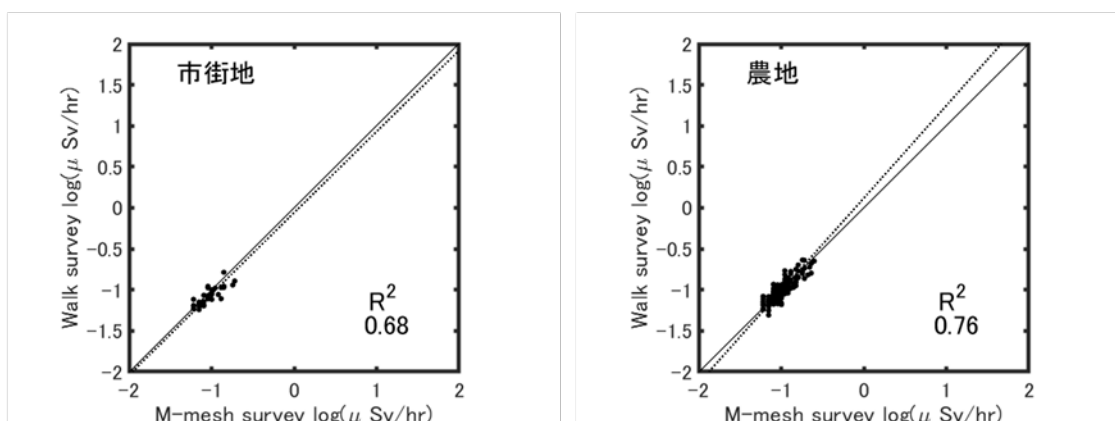 市街地
Walk survey log(μ Sv/hr)
2
1.5
1
0.5
0
-0.5
-1
-1.5
-2
R²
0.68
-2 -1 0 1 2
M-mesh survey log(μ Sv/hr)
農地
Walk survey log(μ Sv/hr)
2
1.5
1
0.5
0
-0.5
-1
-1.5
-2
R²
0.76
-2 -1 0 1 2
M-mesh survey log(μ Sv/hr)